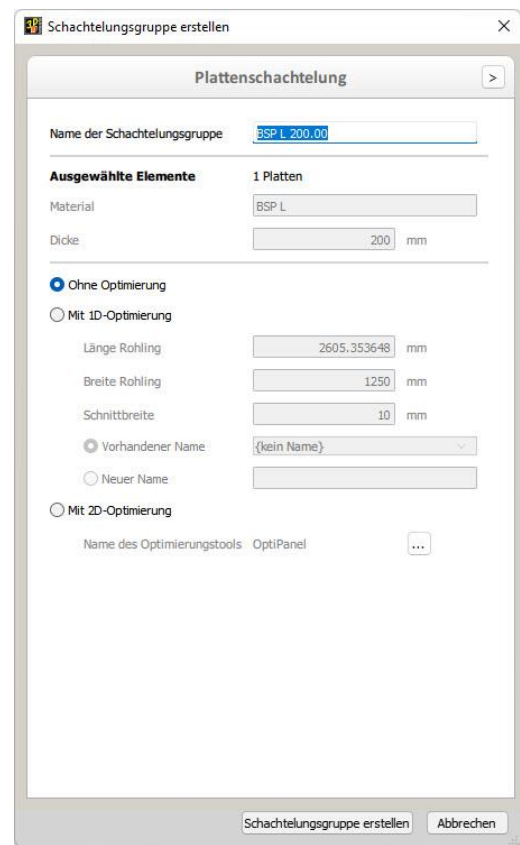 Schachtelungsgruppe erstellen
Plattenschachtelung >
Name der Schachtelungsgruppe BSP L 200.00
Ausgewählte Elemente 1 Platten
Material BSP L
Dicke 200 mm
Ohne Optimierung
Mit 1D-Optimierung
Länge Rohling 2605.353648 mm
Breite Rohling 1250 mm
Schnittbreite 10 mm
Vorhandener Name {kein Name}
Neuer Name
Mit 2D-Optimierung
Name des Optimierungstools OptiPanel ...
Schachtelungsgruppe erstellen Abbrechen